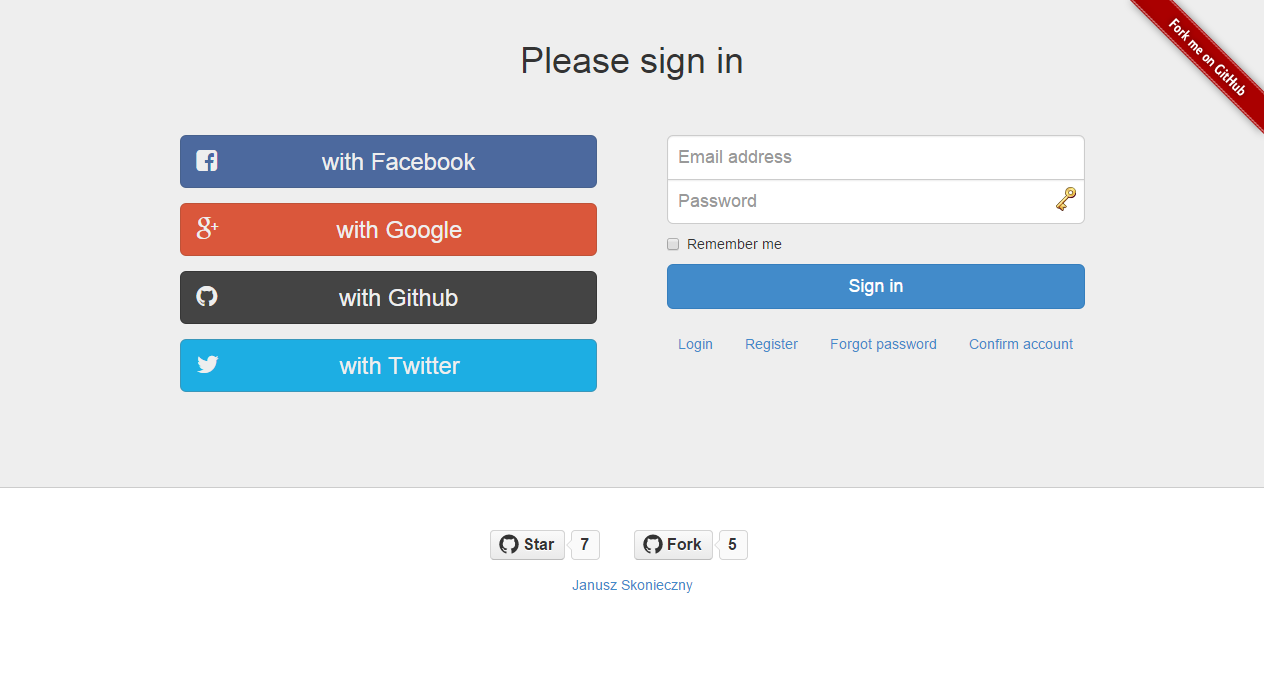 Please sign in
Fork me on GitHub
with Facebook
with Google
with Github
with Twitter
Email address
Password
Remember me
Sign in
Login Register Forgot password Confirm account
Star 7 Fork 5
Janusz Skonieczny